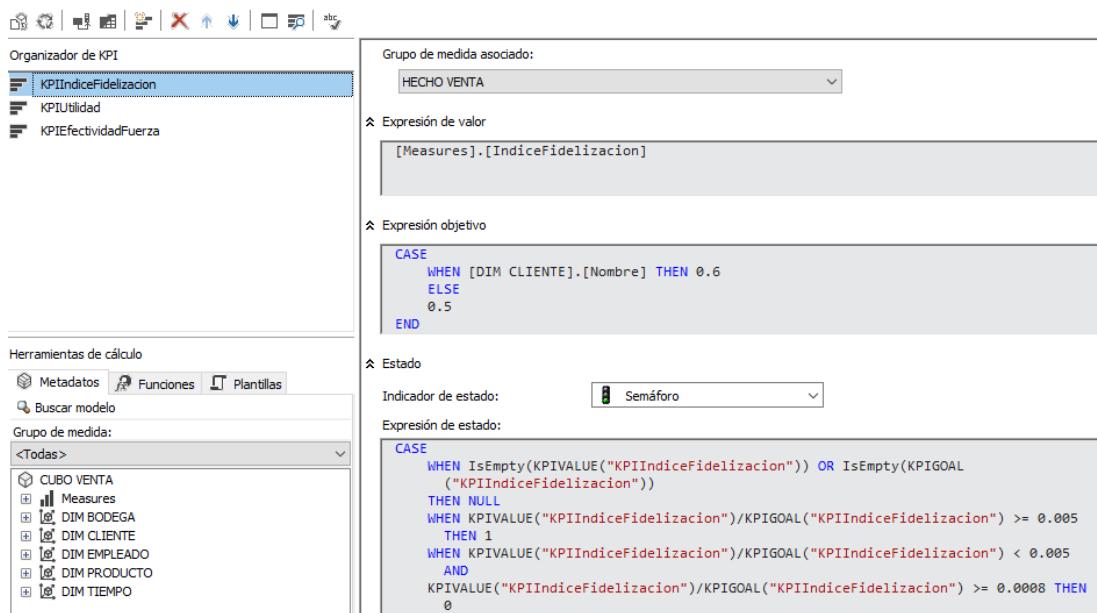 abc
Organizador de KPI
KPIIndiceFidelizacion
KPIUtilidad
KPIEfectividadFuerza
Herramientas de cálculo
Metadatos Funciones Plantillas
Buscar modelo
Grupo de medida:
<Todas>
CUBO VENTA
Measures
DIM BODEGA
DIM CLIENTE
DIM EMPLEADO
DIM PRODUCTO
DIM TIEMPO
Grupo de medida asociado:
HECHO VENTA
Expresión de valor
[Measures].[IndiceFidelizacion]
Expresión objetivo
CASE
WHEN [DIM CLIENTE].[Nombre] THEN 0.6
ELSE
0.5
END
Estado
Indicador de estado: Semáforo
Expresión de estado:
CASE
WHEN IsEmpty(KPIVALUE("KPIIndiceFidelizacion")) OR IsEmpty(KPIGOAL
("KPIIndiceFidelizacion"))
THEN NULL
WHEN KPIVALUE("KPIIndiceFidelizacion")/KPIGOAL("KPIIndiceFidelizacion") >= 0.005
THEN 1
WHEN KPIVALUE("KPIIndiceFidelizacion")/KPIGOAL("KPIIndiceFidelizacion") < 0.005
AND
KPIVALUE("KPIIndiceFidelizacion")/KPIGOAL("KPIIndiceFidelizacion") >= 0.0008 THEN
0